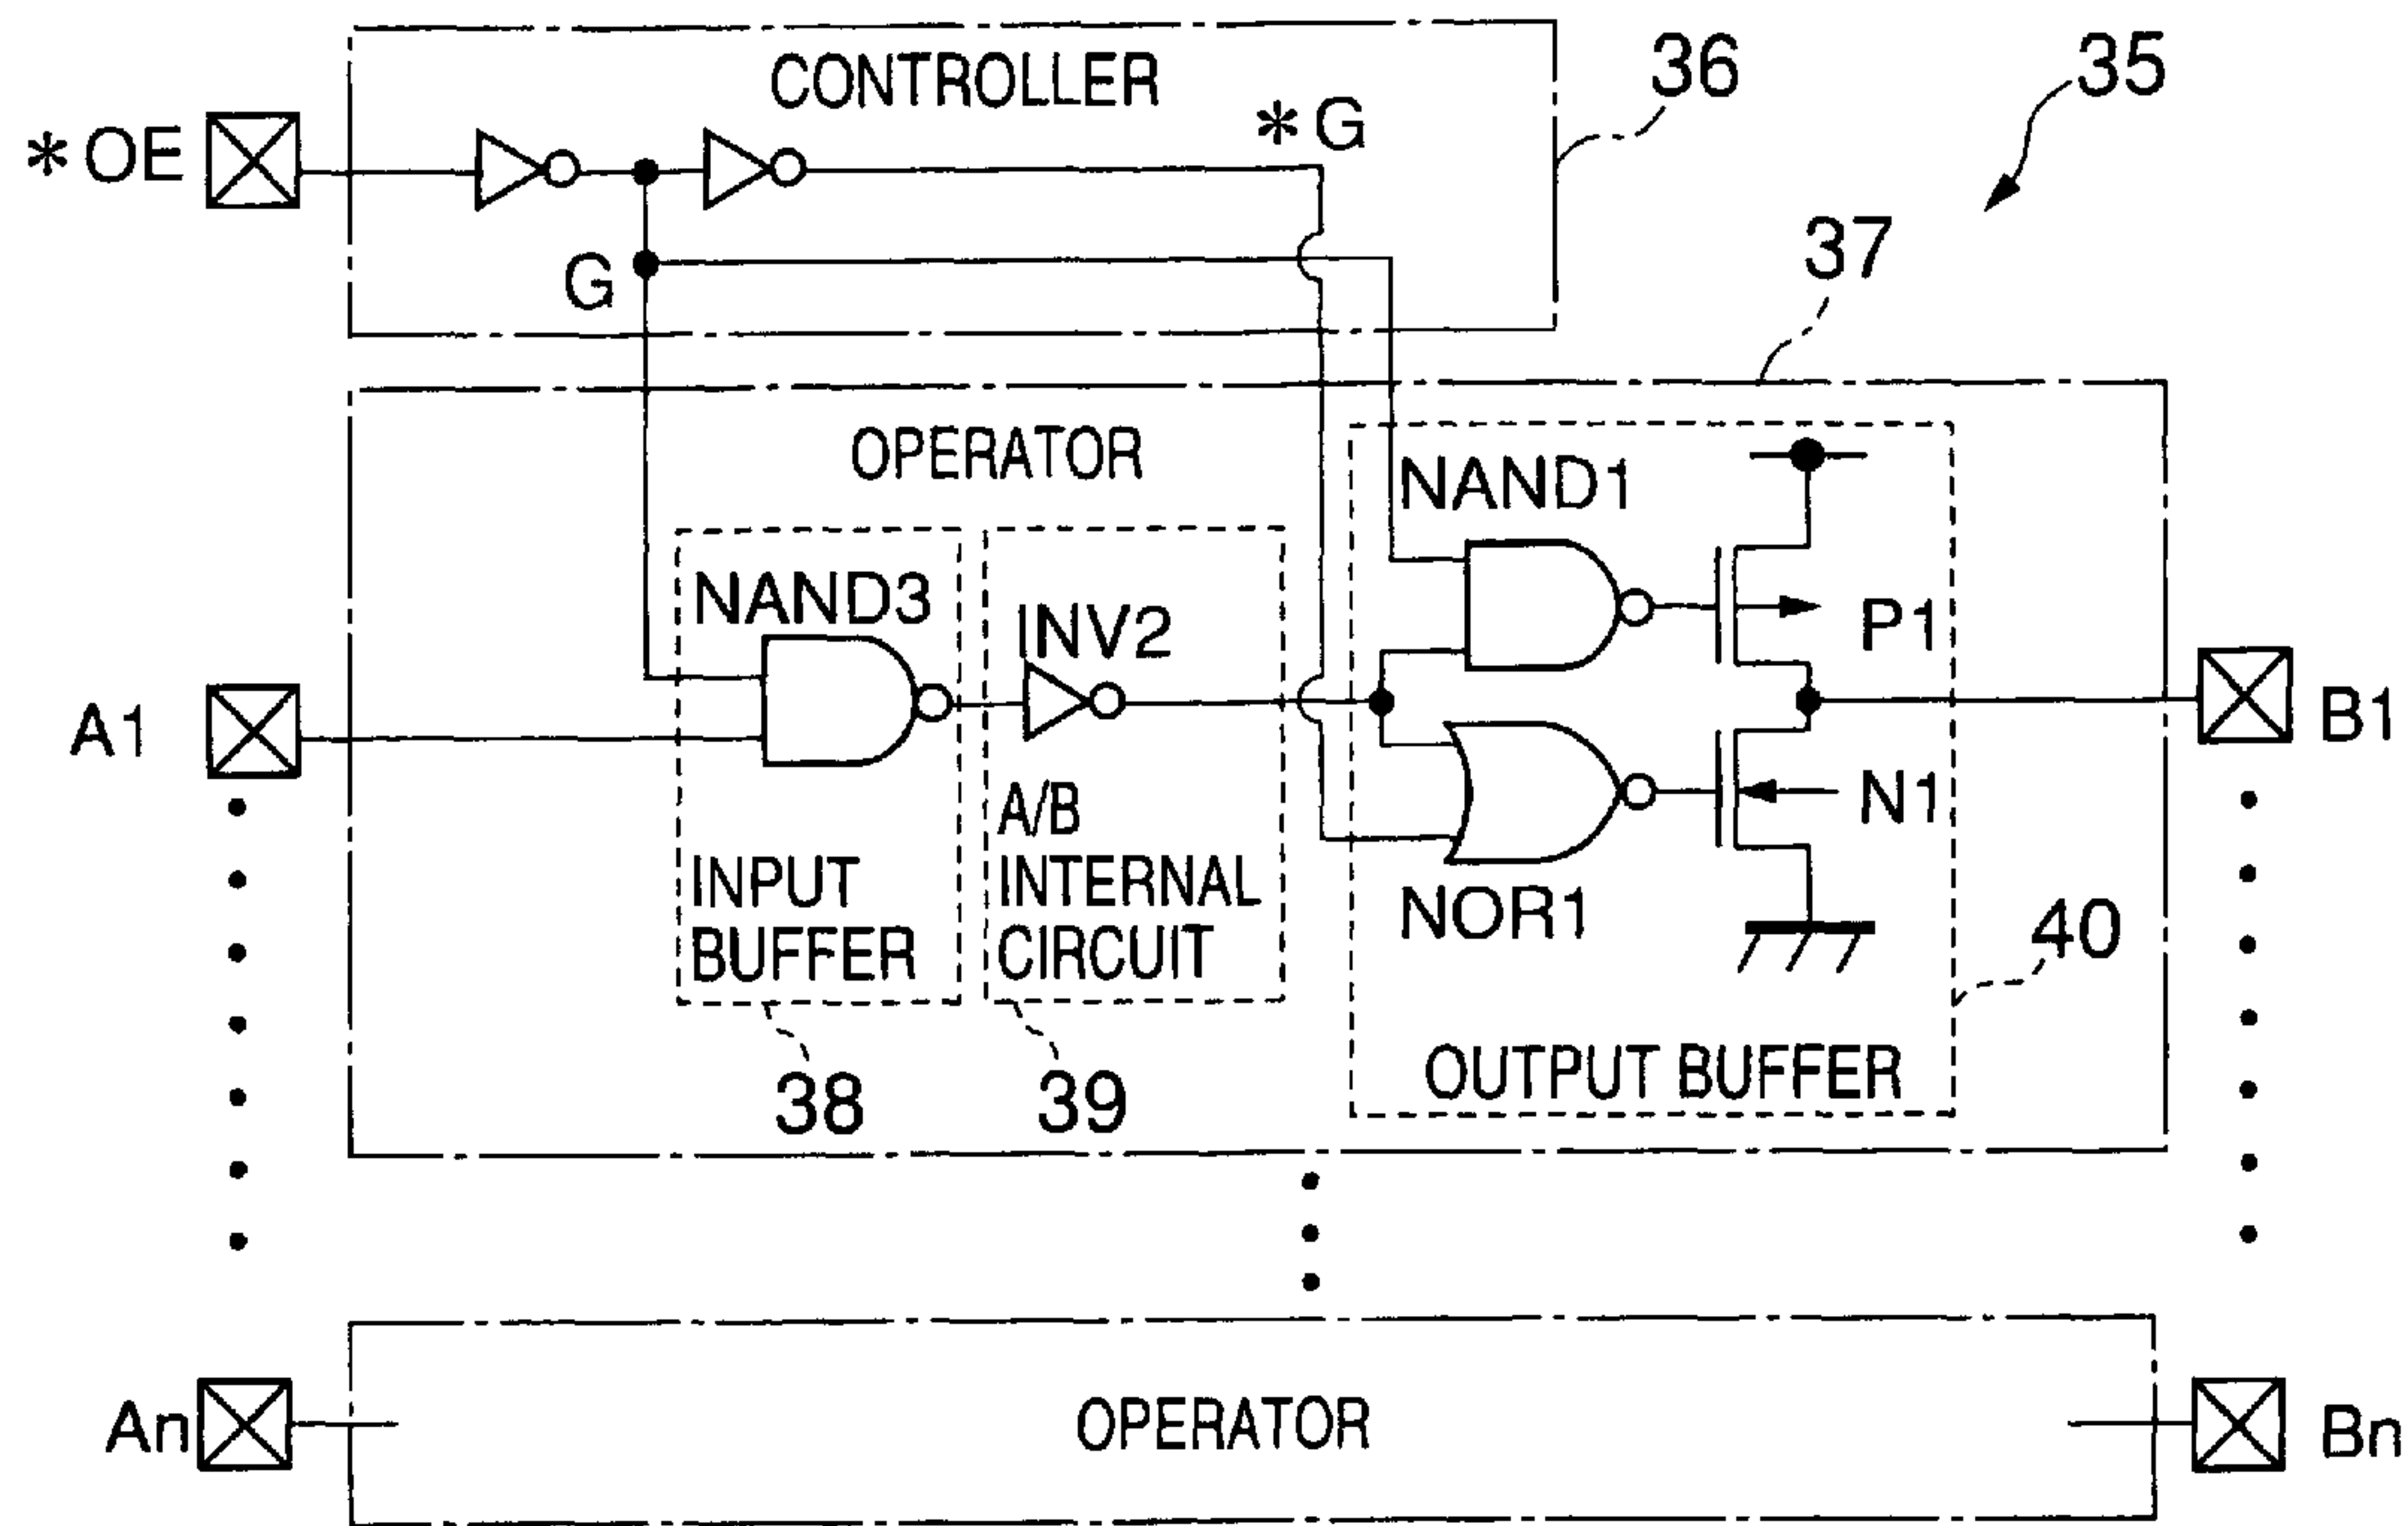 CONTROLLER
36
35
* OE
* G
G
37
OPERATOR
NAND1
NAND3
INV2
P1
A1
B1
A/B
INTERNAL
CIRCUIT
N1
INPUT
BUFFER
NOR1
40
OUTPUT BUFFER
38
39
An
OPERATOR
Bn